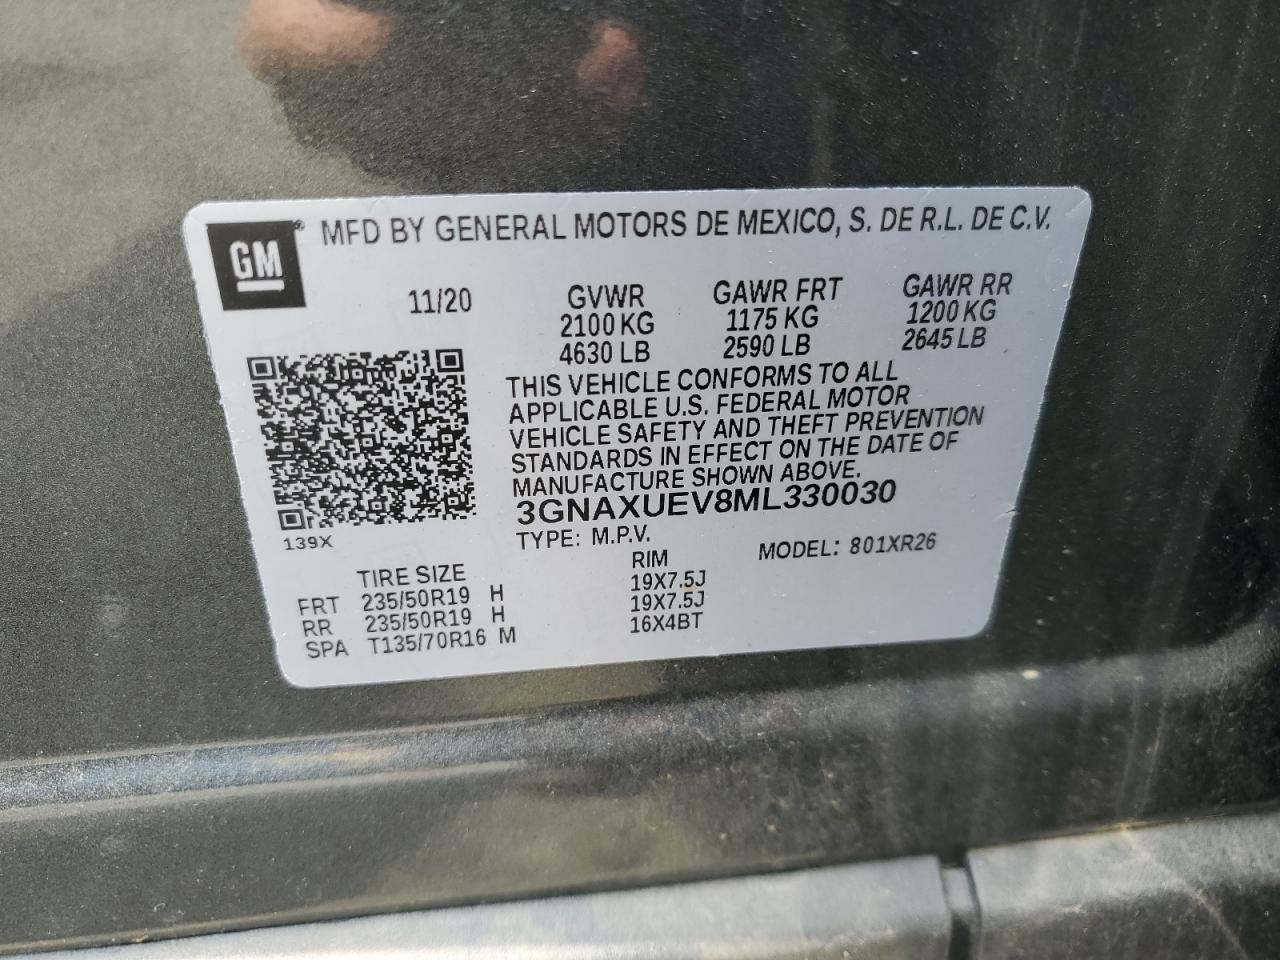 GM® MFD BY GENERAL MOTORS DE MEXICO, S. DE R.L. DE C.V.
11/20 GVWR GAWR FRT GAWR RR
2100 KG 1175 KG 1200 KG
4630 LB 2590 LB 2645 LB
THIS VEHICLE CONFORMS TO ALL
APPLICABLE U.S. FEDERAL MOTOR
VEHICLE SAFETY AND THEFT PREVENTION
STANDARDS IN EFFECT ON THE DATE OF
MANUFACTURE SHOWN ABOVE.
3GNAXUEV8ML330030
139X
TYPE: M.P.V. MODEL: 801XR26
TIRE SIZE RIM
FRT 235/50R19 H 19X7.5J
RR 235/50R19 H 19X7.5J
SPA T135/70R16 M 16X4BT